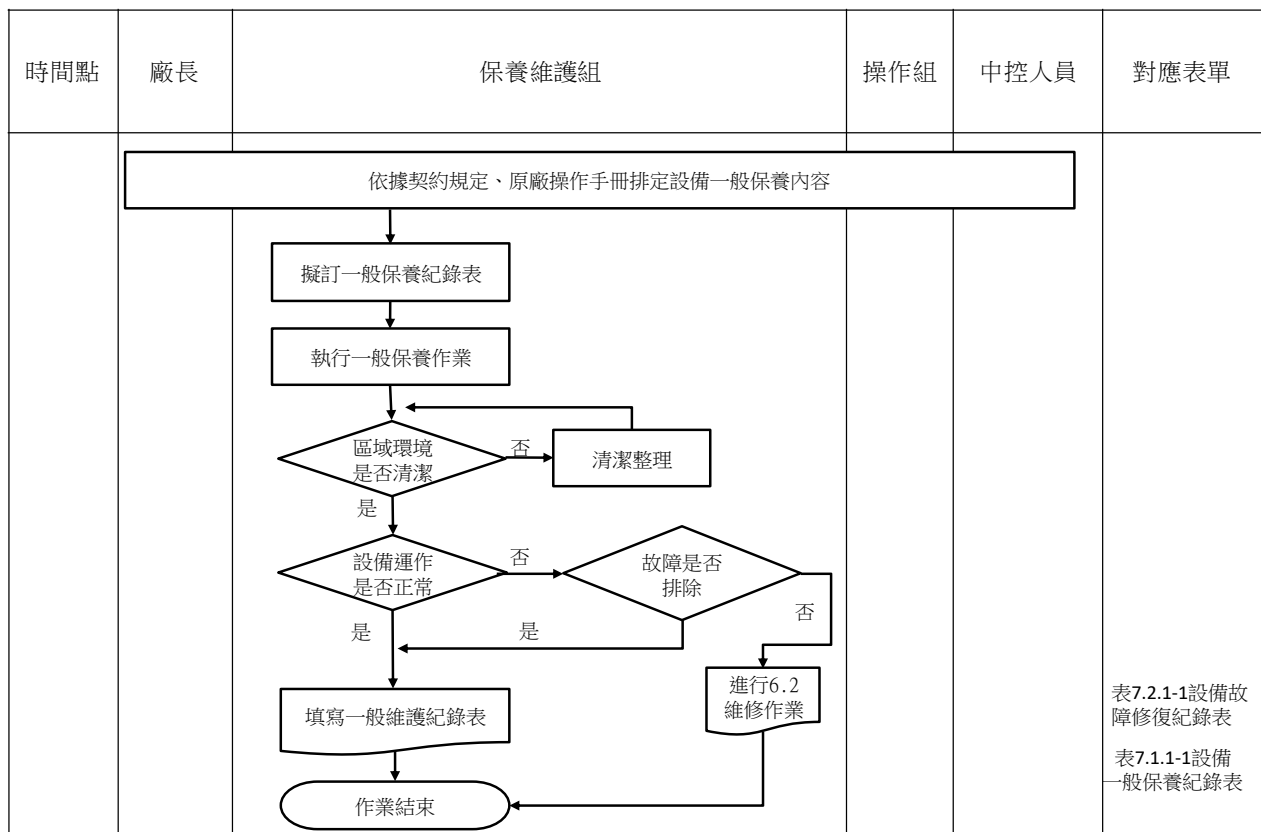 時間點
廠長
保養維護組
操作組
中控人員
對應表單
依據契約規定、原廠操作手冊排定設備一般保養內容
擬訂一般保養紀錄表
執行一般保養作業
區域環境
是否清潔
否
清潔整理
是
設備運作
是否正常
否
故障是否
排除
否
是
是
進行6.2
維修作業
填寫一般維護紀錄表
表7.2.1-1設備故
障修復紀錄表
表7.1.1-1設備
一般保養紀錄表
作業結束